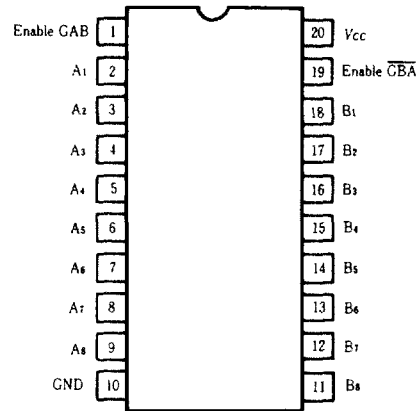 Enable GAB 1
20 Vcc
A1 2
19 Enable G̅B̅A̅
A2 3
18 B1
A3 4
17 B2
A4 5
16 B3
A5 6
15 B4
A6 7
14 B5
A7 8
13 B6
A8 9
12 B7
GND 10
11 B8